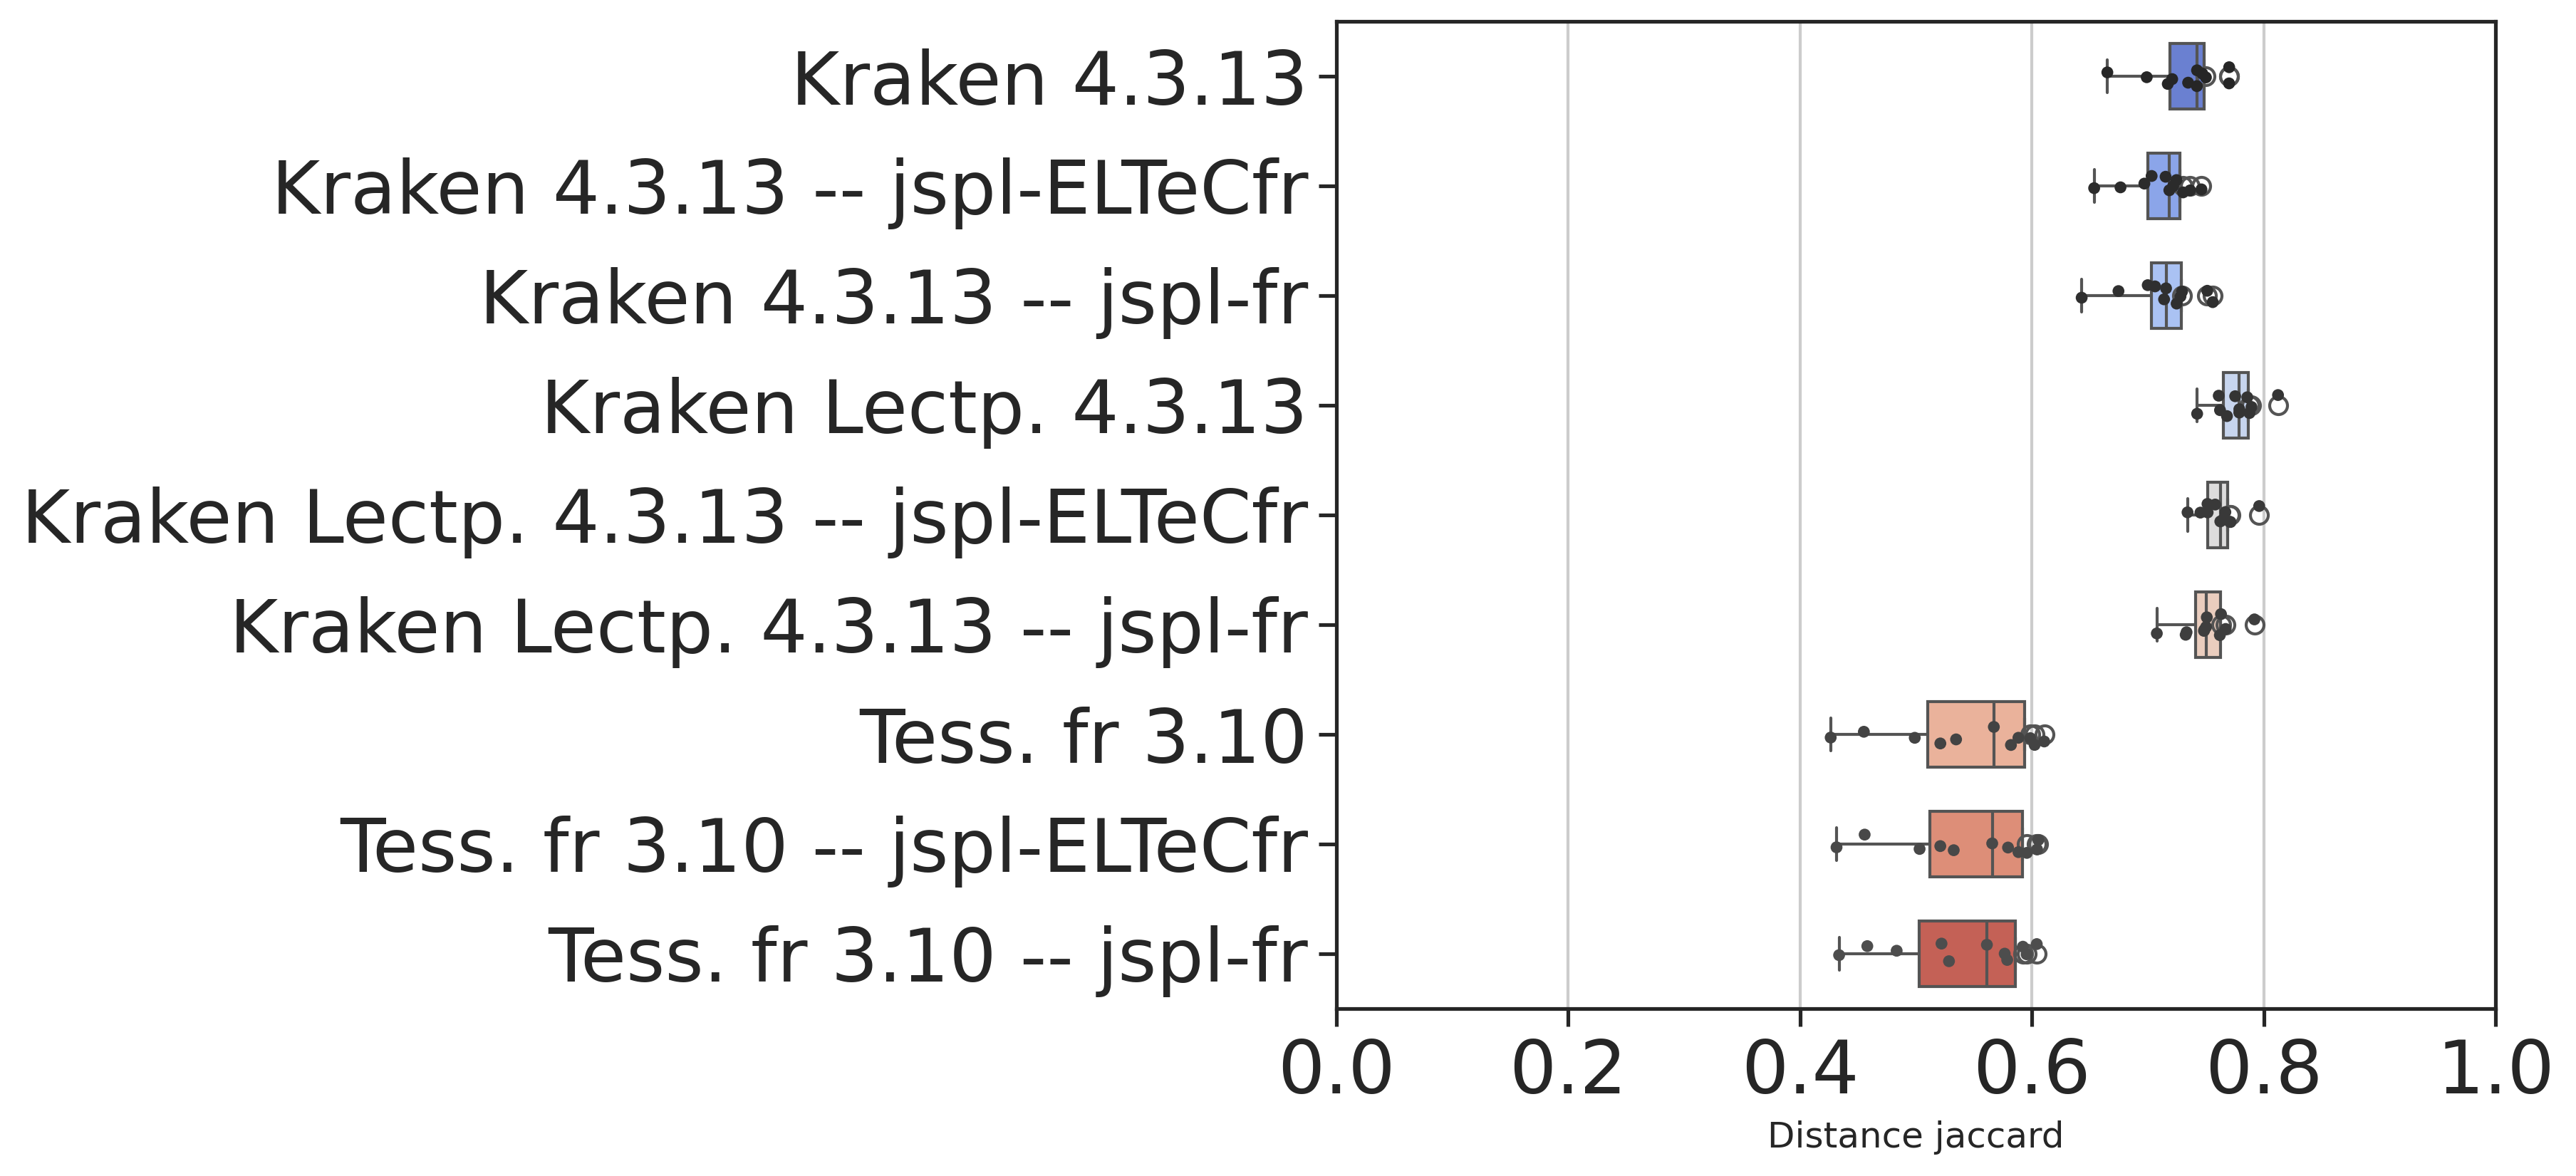 Kraken 4.3.13
Kraken 4.3.13 -- jspl-ELTeCfr
Kraken 4.3.13 -- jspl-fr
Kraken Lectp. 4.3.13
Kraken Lectp. 4.3.13 -- jspl-ELTeCfr
Kraken Lectp. 4.3.13 -- jspl-fr
Tess. fr 3.10
Tess. fr 3.10 -- jspl-ELTeCfr
Tess. fr 3.10 -- jspl-fr
0.0 0.2 0.4 0.6 0.8 1.0
Distance jaccard